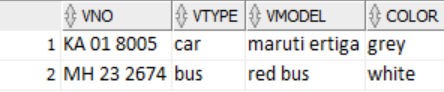 VNO VTYPE VMODEL COLOR
1 KA 01 8005 car maruti ertiga grey
2 MH 23 2674 bus red bus white